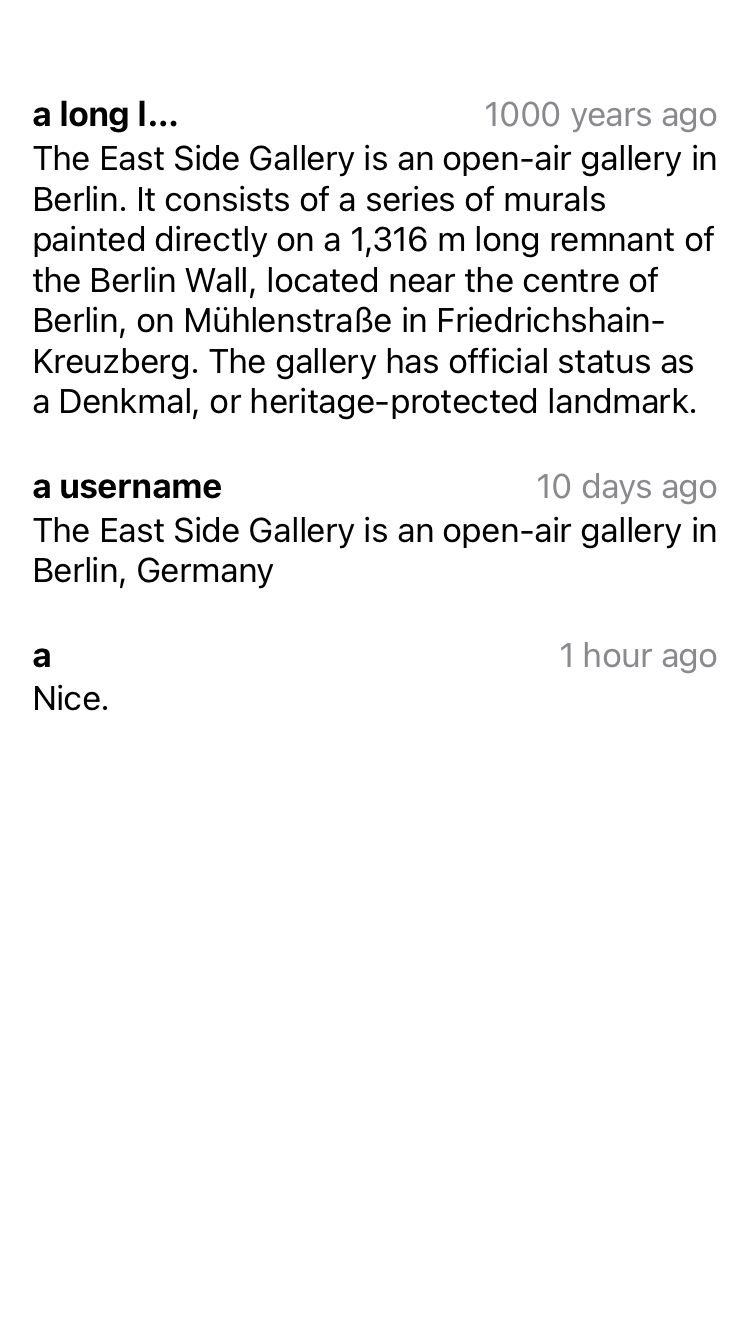 a long l... 1000 years ago
The East Side Gallery is an open-air gallery in
Berlin. It consists of a series of murals
painted directly on a 1,316 m long remnant of
the Berlin Wall, located near the centre of
Berlin, on Mühlenstraße in Friedrichshain-
Kreuzberg. The gallery has official status as
a Denkmal, or heritage-protected landmark.
a username 10 days ago
The East Side Gallery is an open-air gallery in
Berlin, Germany
a 1 hour ago
Nice.